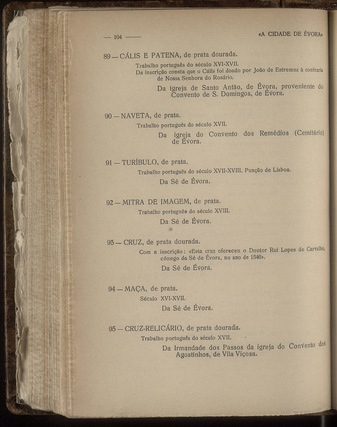 — 104 —
«A CIDADE DE ÉVORA»
89 — CÁLIS E PATENA, de prata dourada.
Trabalho português do século XVI-XVII.
Da inscrição consta que o Cális foi doado por João de Estremoz à confraria
de Nossa Senhora do Rosário.
Da igreja de Santo Antão, de Évora, proveniente do
Convento de S. Domingos, de Évora.
90 — NAVETA, de prata.
Trabalho português do século XVII.
Da igreja do Convento dos Remédios (Cemitério)
de Évora.
91 — TURÍBULO, de prata.
Trabalho português do século XVII-XVIII. Punção de Lisboa.
Da Sé de Évora.
92 — MITRA DE IMAGEM, de prata.
Trabalho português do século XVIII.
Da Sé de Évora.
93 — CRUZ, de prata dourada.
Com a inscrição: «Esta cruz ofereceu o Doutor Rui Lopes de Carvalho,
cónego da Sé de Évora, no ano de 1540».
Da Sé de Évora.
94 — MAÇA, de prata.
Século XVI-XVII.
Da Sé de Évora.
95 — CRUZ-RELICÁRIO, de prata dourada.
Trabalho português do século XVII.
Da Irmandade dos Passos da igreja do Convento dos
Agostinhos, de Vila Viçosa.